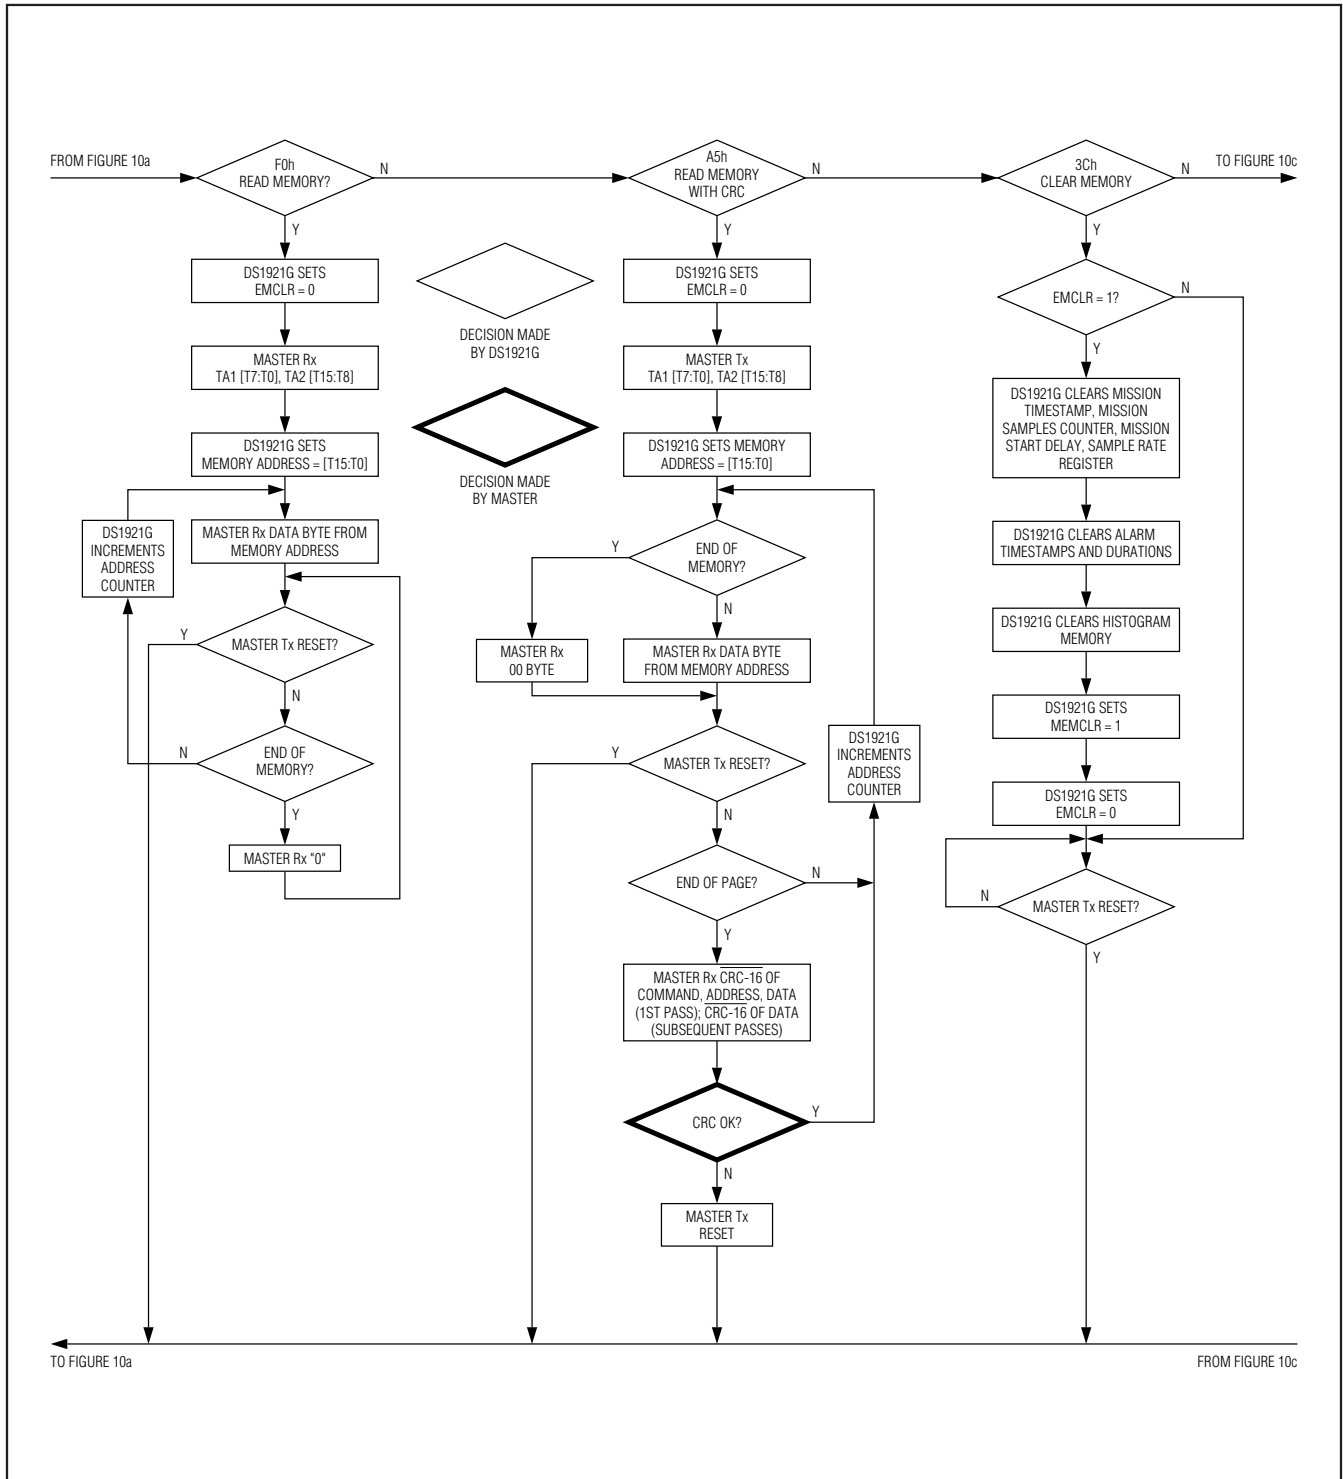 FROM FIGURE 10a
F0h
READ MEMORY?
N
Y
DS1921G SETS
EMCLR = 0
MASTER Rx
TA1 [T7:T0], TA2 [T15:T8]
DS1921G SETS
MEMORY ADDRESS = [T15:T0]
DS1921G
INCREMENTS
ADDRESS
COUNTER
MASTER Rx DATA BYTE FROM
MEMORY ADDRESS
Y
MASTER Tx RESET?
N
N
END OF
MEMORY?
Y
MASTER Rx "0"
DECISION MADE
BY DS1921G
DECISION MADE
BY MASTER
A5h
READ MEMORY
WITH CRC
N
Y
DS1921G SETS
EMCLR = 0
MASTER Tx
TA1 [T7:T0], TA2 [T15:T8]
DS1921G SETS MEMORY
ADDRESS = [T15:T0]
Y
END OF
MEMORY?
N
MASTER Rx
00 BYTE
MASTER Rx DATA BYTE
FROM MEMORY ADDRESS
Y
MASTER Tx RESET?
N
DS1921G
INCREMENTS
ADDRESS
COUNTER
END OF PAGE?
N
Y
MASTER Rx CRC-16 OF
COMMAND, ADDRESS, DATA
(1ST PASS); CRC-16 OF DATA
(SUBSEQUENT PASSES)
CRC OK?
Y
N
MASTER Tx
RESET
3Ch
CLEAR MEMORY
N
TO FIGURE 10c
Y
EMCLR = 1?
N
Y
DS1921G CLEARS MISSION
TIMESTAMP, MISSION
SAMPLES COUNTER, MISSION
START DELAY, SAMPLE RATE
REGISTER
DS1921G CLEARS ALARM
TIMESTAMPS AND DURATIONS
DS1921G CLEARS HISTOGRAM
MEMORY
DS1921G SETS
MEMCLR = 1
DS1921G SETS
EMCLR = 0
N
MASTER Tx RESET?
Y
TO FIGURE 10a
FROM FIGURE 10c